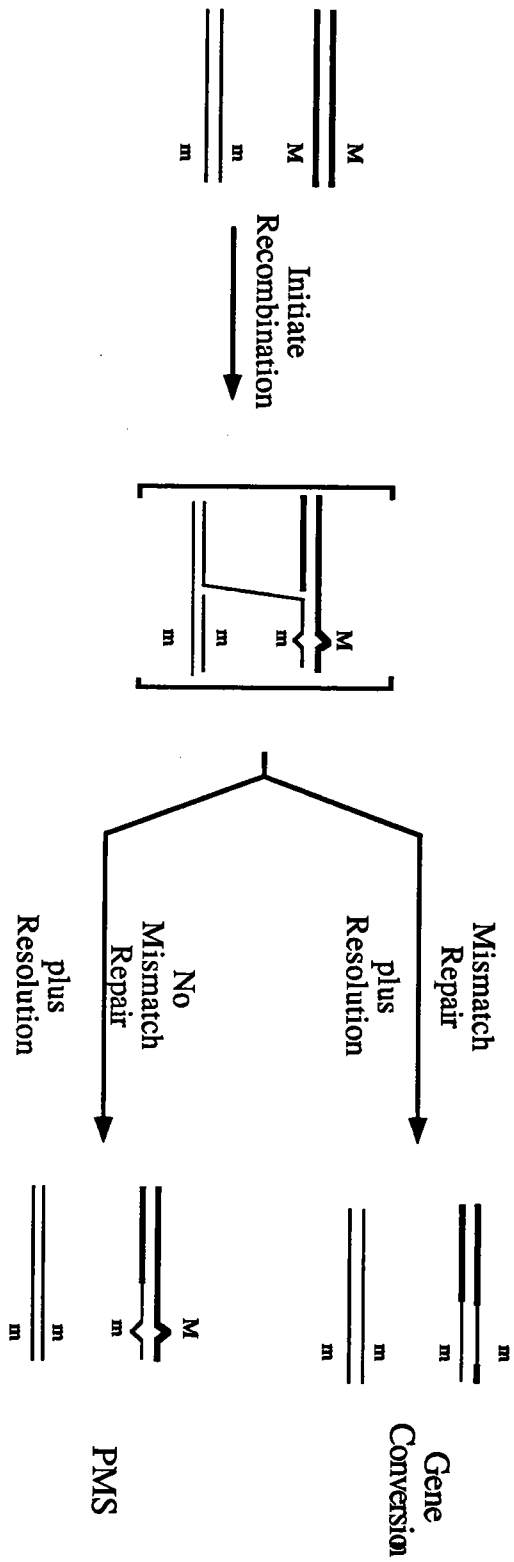 M
M
m
m
Initiate
Recombination
M
m
m
m
Mismatch
Repair
plus
Resolution
m
m
m
Gene
Conversion
No
Mismatch
Repair
plus
Resolution
M
m
m
m
PMS